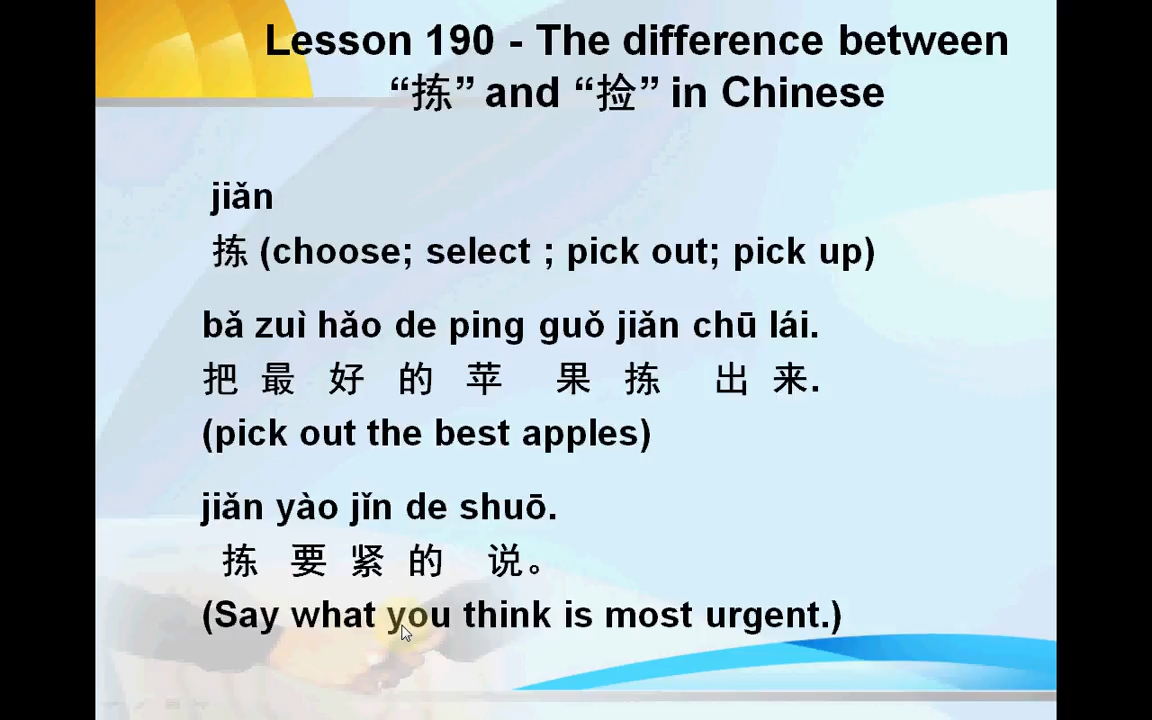 Lesson 190 - The difference between
“拣” and “捡” in Chinese
jiǎn
拣 (choose; select ; pick out; pick up)
bǎ zuì hǎo de ping guǒ jiǎn chū lái.
把 最 好 的 苹 果 拣 出 来.
(pick out the best apples)
jiǎn yào jǐn de shuō.
拣 要 紧 的 说。
(Say what you think is most urgent.)